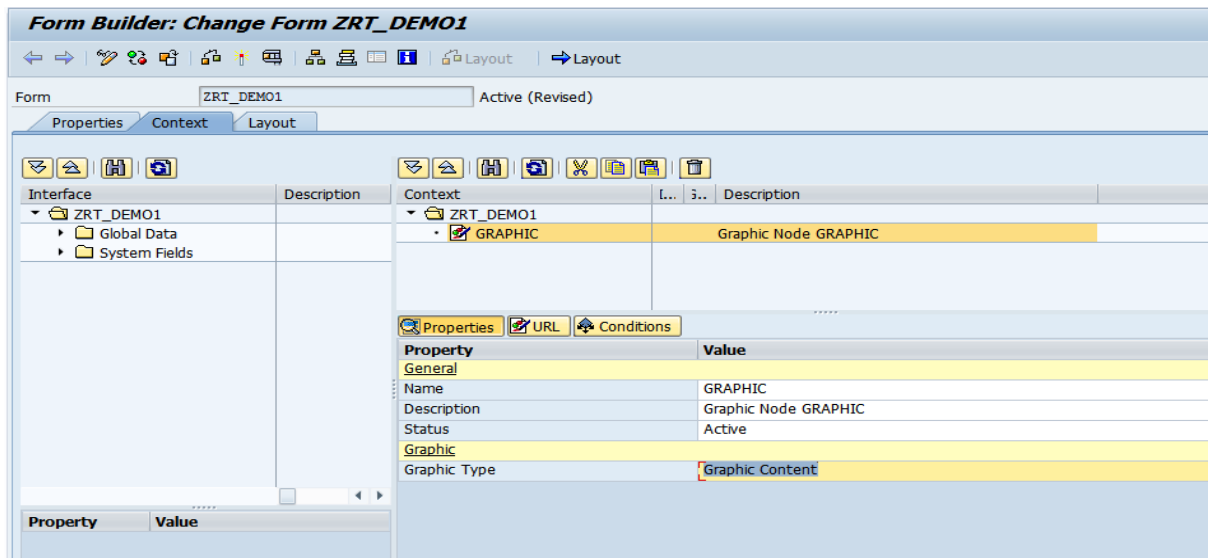 Form Builder: Change Form ZRT_DEMO1
Layout Layout
Form ZRT_DEMO1 Active (Revised)
Properties Context Layout
Interface Description
ZRT_DEMO1
Global Data
System Fields
Property Value
Context I... S.. Description
ZRT_DEMO1
GRAPHIC Graphic Node GRAPHIC
Properties URL Conditions
Property Value
General
Name GRAPHIC
Description Graphic Node GRAPHIC
Status Active
Graphic
Graphic Type Graphic Content